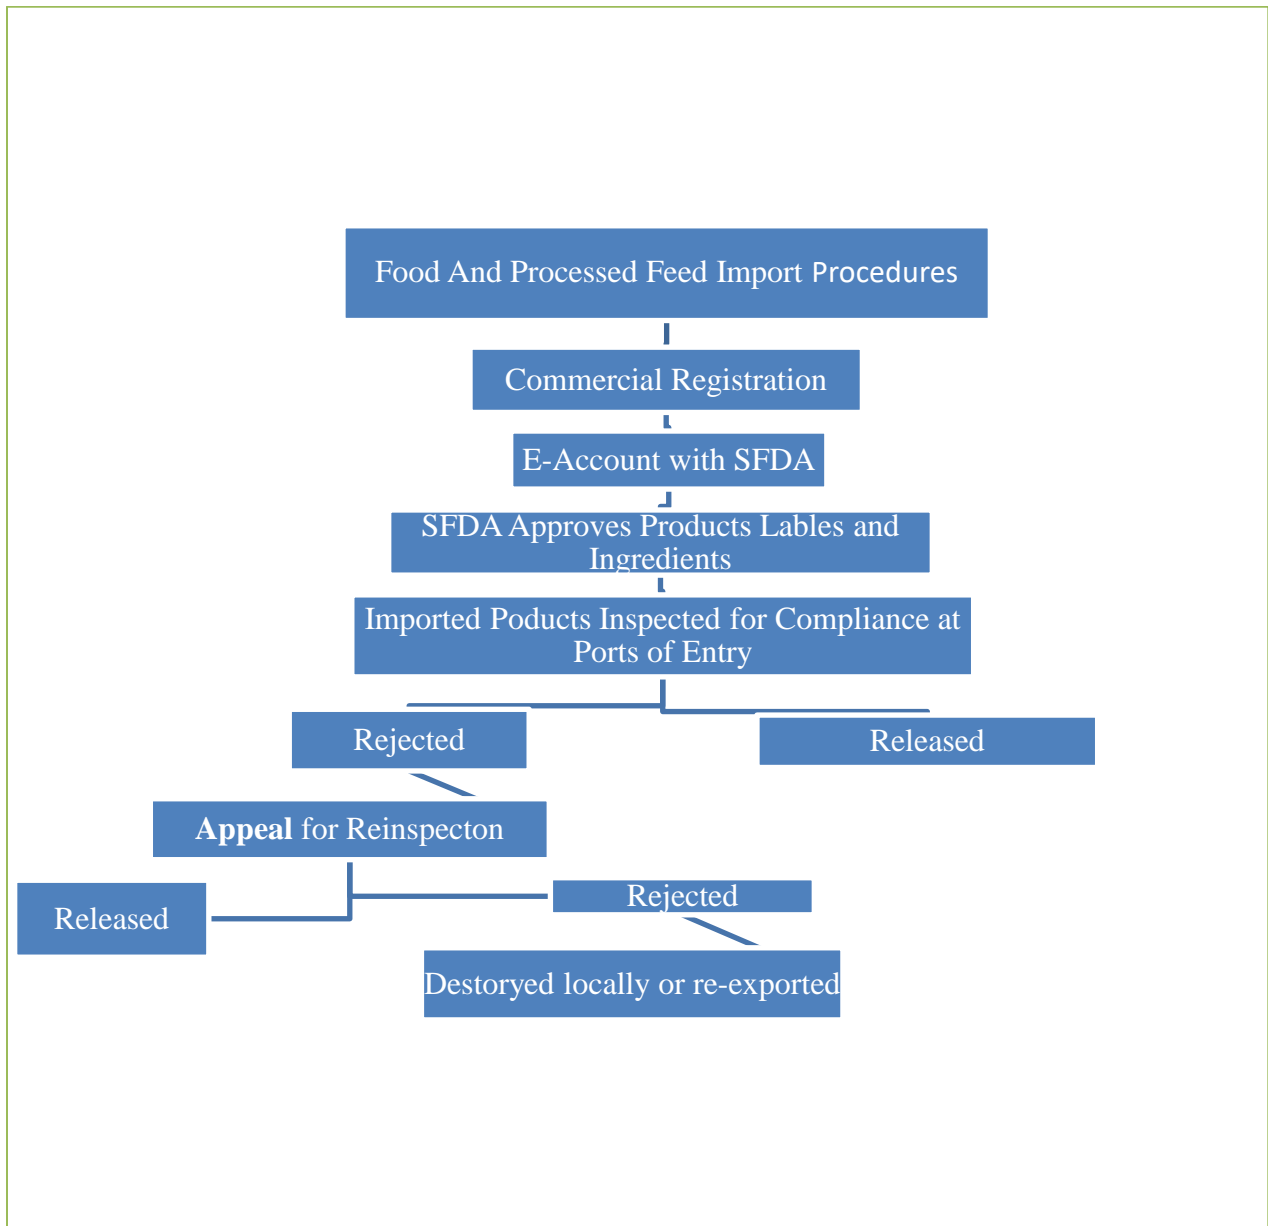 Food And Processed Feed Import Procedures
Commercial Registration
E-Account with SFDA
SFDA Approves Products Lables and
Ingredients
Imported Poducts Inspected for Compliance at
Ports of Entry
Rejected
Released
Appeal for Reinspecton
Released
Rejected
Destoryed locally or re-exported